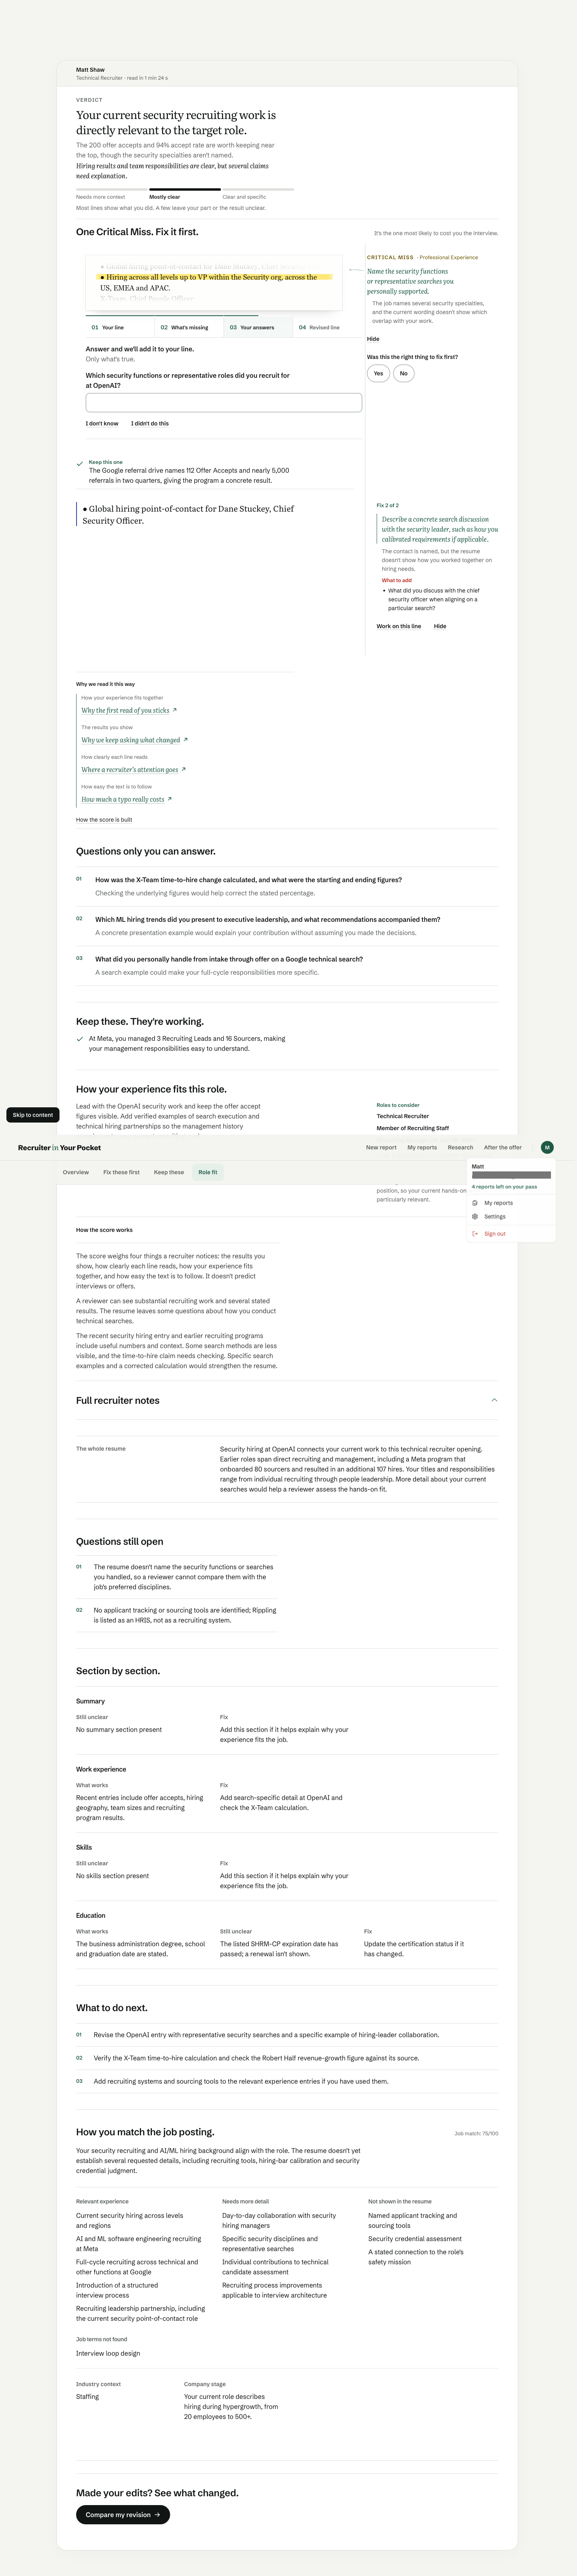 Matt Shaw
Technical Recruiter · read in 1 min 24 s
VERDICT
Your current security recruiting work is
directly relevant to the target role.
The 200 offer accepts and 94% accept rate are worth keeping near
the top, though the security specialties aren't named.
Hiring results and team responsibilities are clear, but several claims
need explanation.
Needs more context
Mostly clear
Clear and specific
Most lines show what you did. A few leave your part or the result unclear.
One Critical Miss. Fix it first.
It's the one most likely to cost you the interview.
● Global hiring point-of-contact for Dane Stuckey, Chief
● Hiring across all levels up to VP within the Security org, across the
US, EMEA and APAC.
X-Team, Chief People Officer
01 Your line
02 What's missing
03 Your answers
04 Revised line
Answer and we'll add it to your line.
Only what's true.
Which security functions or representative roles did you recruit for
at OpenAI?
I don't know
I didn't do this
CRITICAL MISS · Professional Experience
Name the security functions
or representative searches you
personally supported.
The job names several security specialties,
and the current wording doesn't show which
overlap with your work.
Hide
Was this the right thing to fix first?
Yes
No
Keep this one
The Google referral drive names 112 Offer Accepts and nearly 5,000
referrals in two quarters, giving the program a concrete result.
● Global hiring point-of-contact for Dane Stuckey, Chief
Security Officer.
Fix 2 of 2
Describe a concrete search discussion
with the security leader, such as how you
calibrated requirements if applicable.
The contact is named, but the resume
doesn't show how you worked together on
hiring needs.
What to add
• What did you discuss with the chief
security officer when aligning on a
particular search?
Work on this line
Hide
Why we read it this way
How your experience fits together
Why the first read of you sticks ↗
The results you show
Why we keep asking what changed ↗
How clearly each line reads
Where a recruiter's attention goes ↗
How easy the text is to follow
How much a typo really costs ↗
How the score is built
Questions only you can answer.
01 How was the X-Team time-to-hire change calculated, and what were the starting and ending figures?
Checking the underlying figures would help correct the stated percentage.
02 Which ML hiring trends did you present to executive leadership, and what recommendations accompanied them?
A concrete presentation example would explain your contribution without assuming you made the decisions.
03 What did you personally handle from intake through offer on a Google technical search?
A search example could make your full-cycle responsibilities more specific.
Keep these. They're working.
At Meta, you managed 3 Recruiting Leads and 16 Sourcers, making
your management responsibilities easy to understand.
How your experience fits this role.
Lead with the OpenAI security work and keep the offer accept
figures visible. Add verified examples of search execution and
technical partnerships so the management history
Roles to consider
Technical Recruiter
Member of Recruiting Staff
Skip to content
Recruiter in Your Pocket
New report
My reports
Research
After the offer
M
Overview
Fix these first
Keep these
Role fit
Matt
4 reports left on your pass
My reports
Settings
Sign out
position, so your current hands-on
particularly relevant.
How the score works
The score weighs four things a recruiter notices: the results you
show, how clearly each line reads, how your experience fits
together, and how easy the text is to follow. It doesn't predict
interviews or offers.
A reviewer can see substantial recruiting work and several stated
results. The resume leaves some questions about how you conduct
technical searches.
The recent security hiring entry and earlier recruiting programs
include useful numbers and context. Some search methods are less
visible, and the time-to-hire claim needs checking. Specific search
examples and a corrected calculation would strengthen the resume.
Full recruiter notes
The whole resume
Security hiring at OpenAI connects your current work to this technical recruiter opening.
Earlier roles span direct recruiting and management, including a Meta program that
onboarded 80 sourcers and resulted in an additional 107 hires. Your titles and responsibilities
range from individual recruiting through people leadership. More detail about your completed
searches would help a reviewer assess the hands-on fit.
Questions still open
01 The resume doesn't name the security functions or searches
you handled, so a reviewer cannot compare them with the
job's preferred disciplines.
02 No applicant tracking or sourcing tools are identified; Rippling
is listed as an HRIS, not as a recruiting system.
Section by section.
Summary
Still unclear
No summary section present
Fix
Add this section if it helps explain why your
experience fits the job.
Work experience
What works
Recent entries include offer accepts, hiring
geography, team sizes and recruiting
program results.
Fix
Add search-specific detail at OpenAI and
check the X-Team calculation.
Skills
Still unclear
No skills section present
Fix
Add this section if it helps explain why your
experience fits the job.
Education
What works
The business administration degree, school
and graduation date are stated.
Still unclear
The listed SHRM-CP expiration date has
passed; a renewal isn't shown.
Fix
Update the certification status if it
has changed.
What to do next.
01 Revise the OpenAI entry with representative security searches and a specific example of hiring-leader collaboration.
02 Verify the X-Team time-to-hire calculation and check the Robert Half revenue-growth figure against its source.
03 Add recruiting systems and sourcing tools to the relevant experience entries if you have used them.
How you match the job posting.
Job match: 75/100
Your security recruiting and AI/ML hiring background align with the role. The resume doesn't yet
establish several requested details, including recruiting tools, hiring-bar calibration and security
credential judgment.
Relevant experience
Current security hiring across levels
and regions
AI and ML software engineering recruiting
at Meta
Full-cycle recruiting across technical and
other functions at Google
Introduction of a structured
interview process
Recruiting leadership partnership, including
the current security point-of-contact role
Needs more detail
Day-to-day collaboration with security
hiring managers
Specific security disciplines and
representative searches
Individual contributions to technical
candidate assessment
Recruiting process improvements
applicable to interview architecture
Not shown in the resume
Named applicant tracking and
sourcing tools
Security credential assessment
A stated connection to the role's
safety mission
Job terms not found
Interview loop design
Industry context
Staffing
Company stage
Your current role describes
hiring during hypergrowth, from
20 employees to 500+.
Made your edits? See what changed.
Compare my revision →